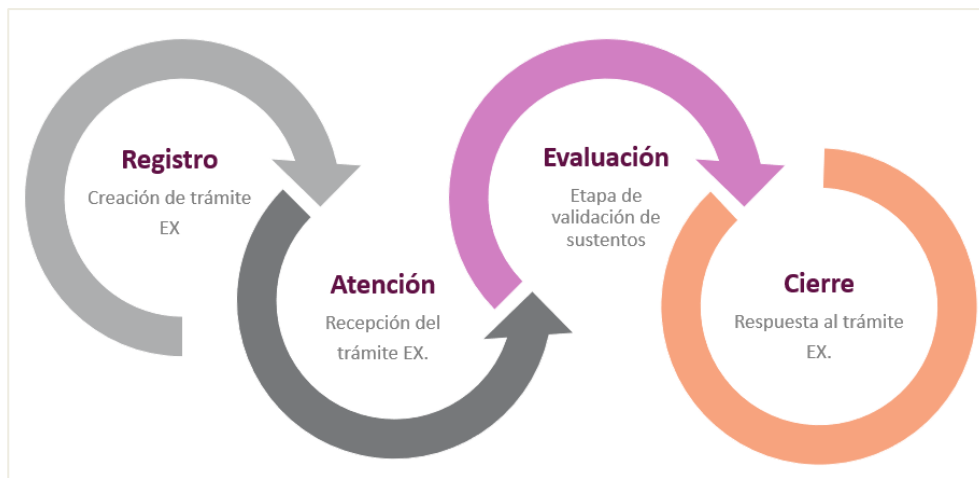 Registro
Creación de trámite
EX
Atención
Recepción del
trámite EX.
Evaluación
Etapa de
validación de
sustentos
Cierre
Respuesta al trámite
EX.